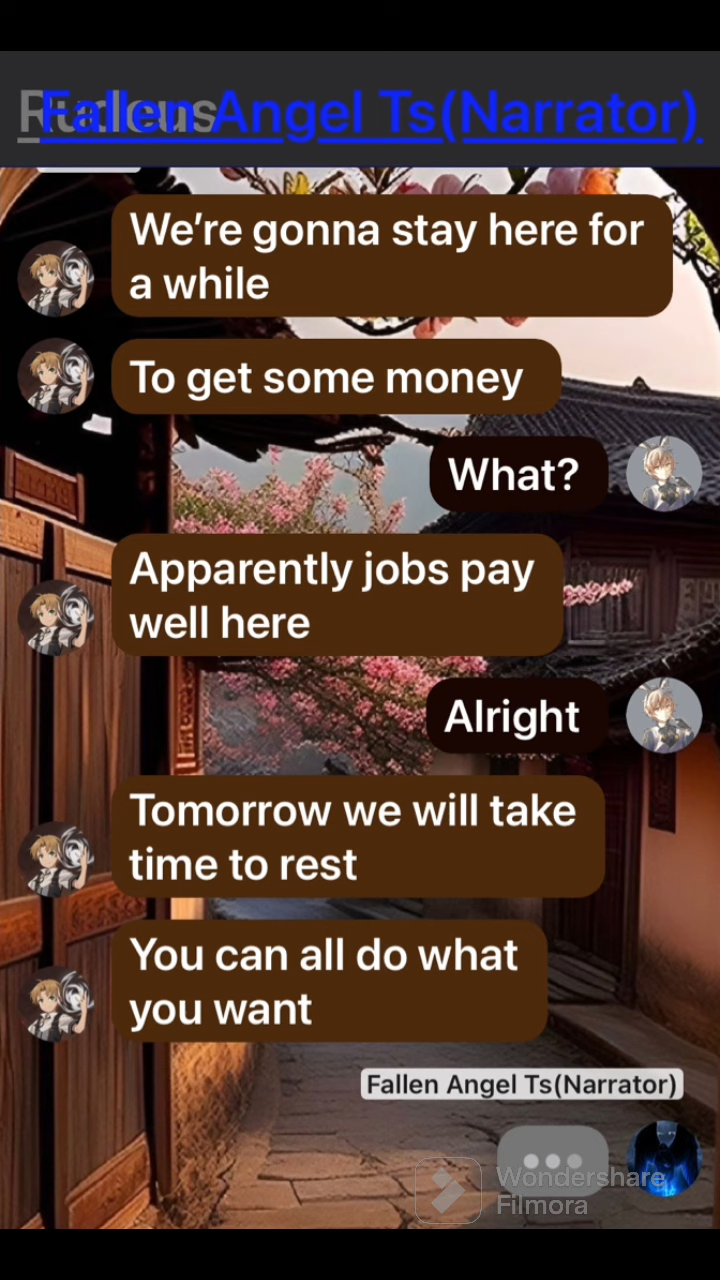 Rudeus
Fallen Angel Ts(Narrator)
We're gonna stay here for
a while
To get some money
What?
Apparently jobs pay
well here
Alright
Tomorrow we will take
time to rest
You can all do what
you want
Fallen Angel Ts(Narrator)
Wondershare
Filmora